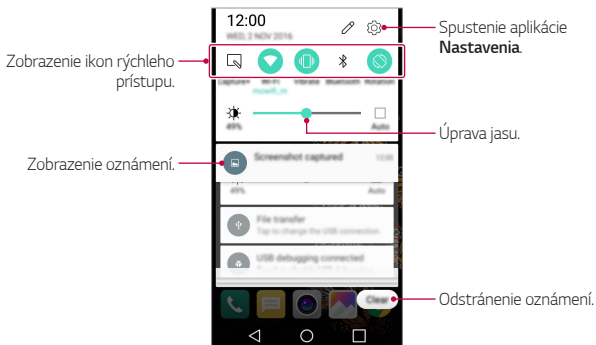 12:00
WED, 2 NOV 2016
Spustenie aplikácie
Nastavenia.
Zobrazenie ikon rýchleho
prístupu.
Capture+ Wi-Fi Vibrate Bluetooth Rotation
mowifi_m
49% Auto
Úprava jasu.
Zobrazenie oznámení.
Screenshot captured 12:00
49% Auto
File transfer
Tap to change the USB connection
USB debugging connected
Clear
Odstránenie oznámení.